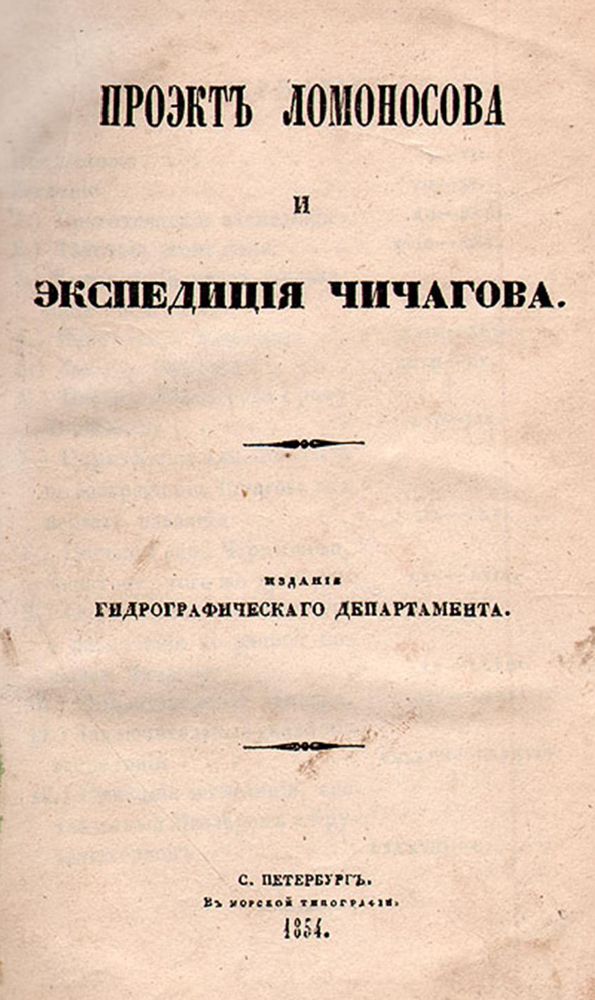 ПРОЭКТЪ ЛОМОНОСОВА
И
ЭКСПЕДИЦІЯ ЧИЧАГОВА.
ИЗДАНІЕ
ГИДРОГРАФИЧЕСКАГО ДЕПАРТАМЕНТА.
С. ПЕТЕРБУРГЪ.
Въ МОРСКОЙ ТИПОГРАФІИ.
1854.